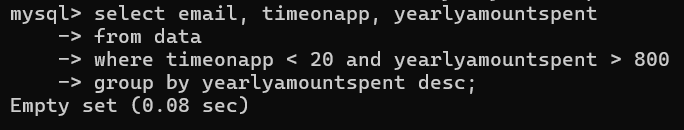 mysql> select email, timeonapp, yearlyamountspent
    -> from data
    -> where timeonapp < 20 and yearlyamountspent > 800
    -> group by yearlyamountspent desc;
Empty set (0.08 sec)